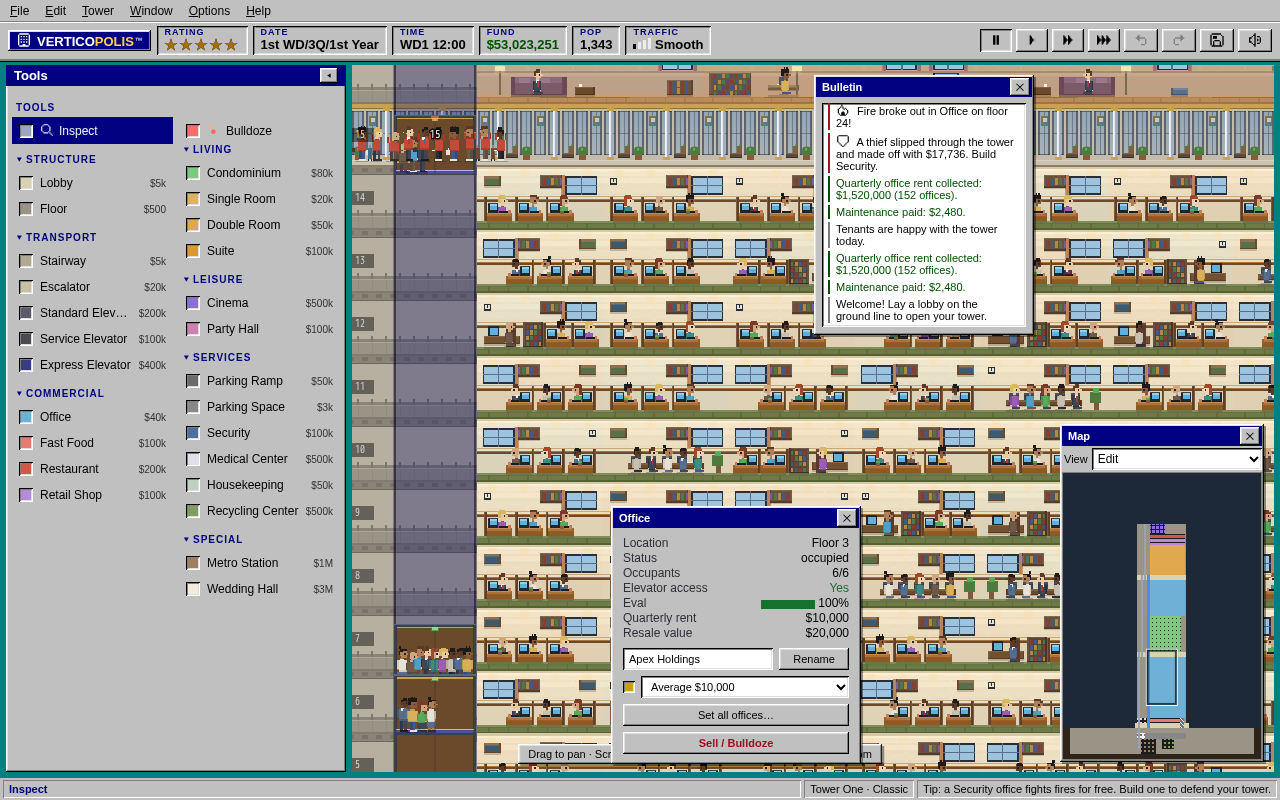 File Edit Tower Window Options Help
VERTICOPOLIS™
RATING
DATE
1st WD/3Q/1st Year
TIME
WD1 12:00
FUND
$53,023,251
POP
1,343
TRAFFIC
Smooth
Tools
TOOLS
Inspect
Bulldoze
STRUCTURE
Lobby $5k
Floor $500
TRANSPORT
Stairway $5k
Escalator $20k
Standard Elev… $200k
Service Elevator $100k
Express Elevator $400k
COMMERCIAL
Office $40k
Fast Food $100k
Restaurant $200k
Retail Shop $100k
LIVING
Condominium $80k
Single Room $20k
Double Room $50k
Suite $100k
LEISURE
Cinema $500k
Party Hall $100k
SERVICES
Parking Ramp $50k
Parking Space $3k
Security $100k
Medical Center $500k
Housekeeping $50k
Recycling Center $500k
SPECIAL
Metro Station $1M
Wedding Hall $3M
15
14
13
12
11
10
9
8
7
6
5
Bulletin
Fire broke out in Office on floor
24!
A thief slipped through the tower
and made off with $17,736. Build
Security.
Quarterly office rent collected:
$1,520,000 (152 offices).
Maintenance paid: $2,480.
Tenants are happy with the tower
today.
Quarterly office rent collected:
$1,520,000 (152 offices).
Maintenance paid: $2,480.
Welcome! Lay a lobby on the
ground line to open your tower.
Map
View Edit
Office
Location Floor 3
Status occupied
Occupants 6/6
Elevator access Yes
Eval 100%
Quarterly rent $10,000
Resale value $20,000
Apex Holdings Rename
Average $10,000
Set all offices…
Sell / Bulldoze
Drag to pan
Inspect
Tower One · Classic
Tip: a Security office fights fires for free. Build one to defend your tower.